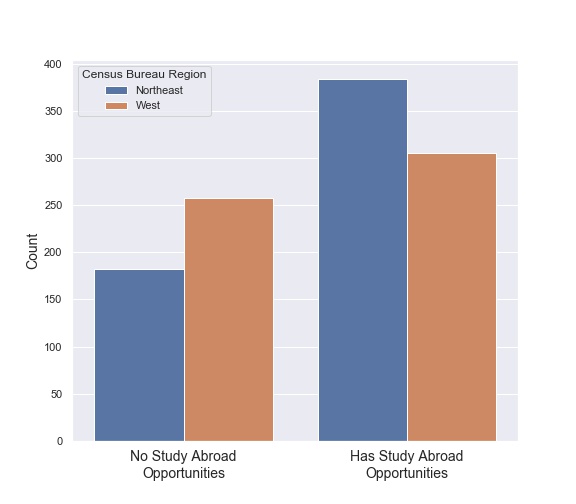 400
350
300
250
200
150
100
50
0
Count
Census Bureau Region
Northeast
West
No Study Abroad
Opportunities
Has Study Abroad
Opportunities